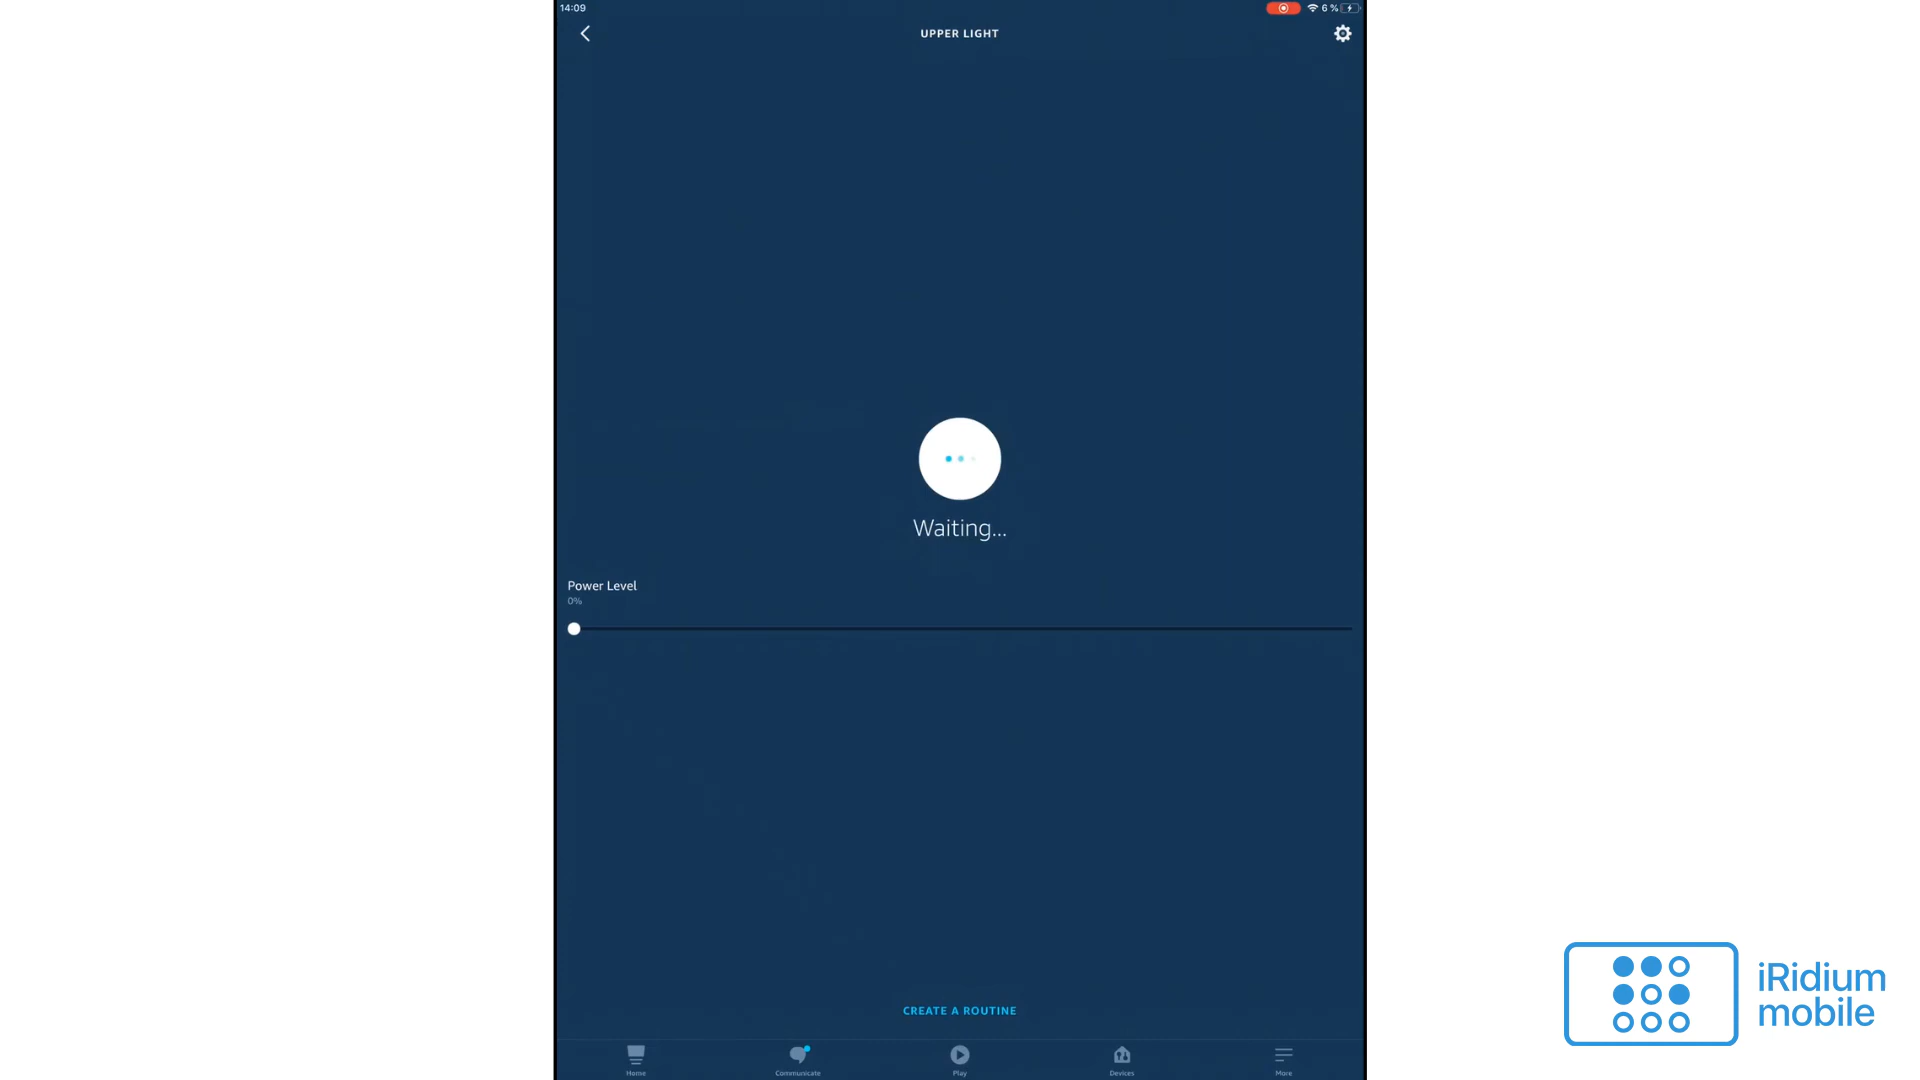 14:09
6 %
UPPER LIGHT
Waiting...
Power Level
0%
CREATE A ROUTINE
Home
Communicate
Play
Devices
More
iRidium
mobile